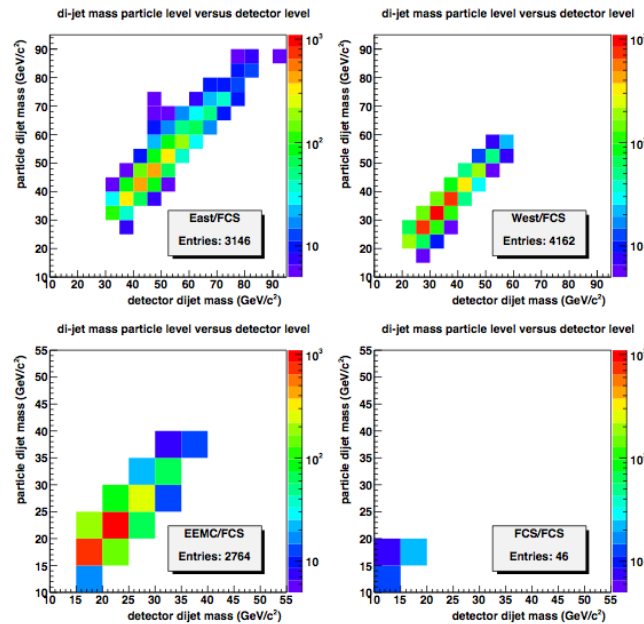 di-jet mass particle level versus detector level
particle dijet mass (GeV/c²)
90
80
70
60
50
40
30
20
10
10 20 30 40 50 60 70 80 90
detector dijet mass (GeV/c²)
East/FCS
Entries: 3146
10³
10²
10
di-jet mass particle level versus detector level
particle dijet mass (GeV/c²)
90
80
70
60
50
40
30
20
10
10 20 30 40 50 60 70 80 90
detector dijet mass (GeV/c²)
West/FCS
Entries: 4162
10³
10²
10
di-jet mass particle level versus detector level
particle dijet mass (GeV/c²)
55
50
45
40
35
30
25
20
15
10
10 15 20 25 30 35 40 45 50 55
detector dijet mass (GeV/c²)
EEMC/FCS
Entries: 2764
10³
10²
10
di-jet mass particle level versus detector level
particle dijet mass (GeV/c²)
55
50
45
40
35
30
25
20
15
10
10 15 20 25 30 35 40 45 50 55
detector dijet mass (GeV/c²)
FCS/FCS
Entries: 46
10²
10